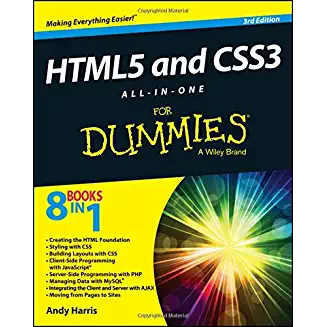 Making Everything Easier!™
3rd Edition
HTML5 and CSS3
ALL-IN-ONE
FOR
DUMMIES®
A Wiley Brand
8 BOOKS
IN 1
• Creating the HTML Foundation
• Styling with CSS
• Building Layouts with CSS
• Client-Side Programming
with JavaScript®
• Server-Side Programming with PHP
• Managing Data with MySQL®
• Integrating the Client and Server with AJAX
• Moving from Pages to Sites
Andy Harris